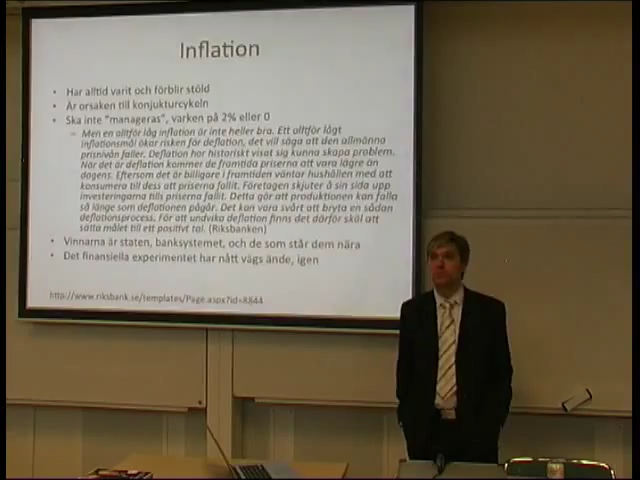 Inflation
• Har alltid varit och förblir stöld
• Är orsaken till konjukturcykeln
• Ska inte "manageras", varken på 2% eller 0
– Men en alltför låg inflation är inte heller bra. Ett alltför lågt
inflationsmål ökar risken för deflation, det vill säga att den allmänna
prisnivån faller. Deflation har historiskt visat sig kunna skapa problem.
När det är deflation kommer de framtida priserna att vara lägre än
dagens. Eftersom det är billigare i framtiden väntar hushållen med att
konsumera till dess att priserna fallit. Företagen skjuter å sin sida upp
investeringarna tills priserna fallit. Detta gör att produktionen kan falla
så länge som deflationen pågår. Det kan vara svårt att bryta en sådan
deflationsprocess. För att undvika deflation finns det därför skäl att
sätta målet till ett positivt tal. (Riksbanken)
• Vinnarna är staten, banksystemet, och de som står dem nära
• Det finansiella experimentet har nått vägs ände, igen
http://www.riksbank.se/templates/Page.aspx?id=8844